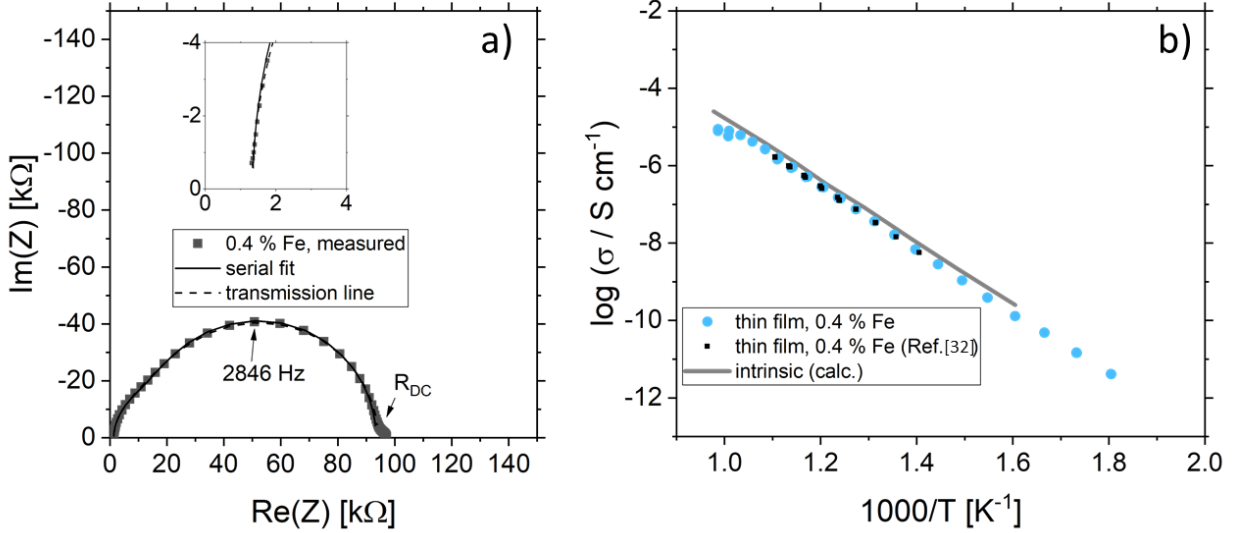 a)
-140
-120
-100
-80
-60
-40
-20
0
Im(Z) [kΩ]
-4
-2
0
0
2
4
0.4 % Fe, measured
serial fit
transmission line
2846 Hz
R_DC
0
20
40
60
80
100
120
140
Re(Z) [kΩ]
b)
-2
-4
-6
-8
-10
-12
log (σ / S cm⁻¹)
thin film, 0.4 % Fe
thin film, 0.4 % Fe (Ref.[32])
intrinsic (calc.)
1.0
1.2
1.4
1.6
1.8
2.0
1000/T [K⁻¹]